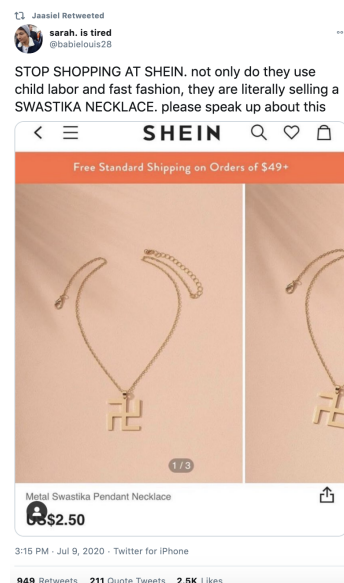 Jaasiel Retweeted
sarah. is tired
@babielouis28
STOP SHOPPING AT SHEIN. not only do they use
child labor and fast fashion, they are literally selling a
SWASTIKA NECKLACE. please speak up about this
SHEIN
Free Standard Shipping on Orders of $49+
1/3
Metal Swastika Pendant Necklace
US$2.50
3:15 PM · Jul 9, 2020 · Twitter for iPhone
949 Retweets 211 Quote Tweets 2.5K Likes